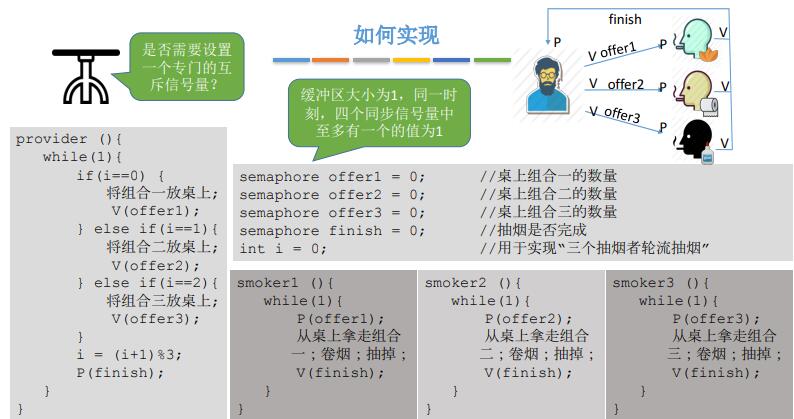 如何实现
是否需要设置
一个专门的互
斥信号量？
缓冲区大小为1，同一时
刻，四个同步信号量中
至多有一个的值为1
finish
P
V offer1
P
V
V offer2
P
V
V offer3
P
V
provider (){
while(1){
if(i==0) {
将组合一放桌上;
V(offer1);
} else if(i==1){
将组合二放桌上;
V(offer2);
} else if(i==2){
将组合三放桌上;
V(offer3);
}
i = (i+1)%3;
P(finish);
}
}
semaphore offer1 = 0; //桌上组合一的数量
semaphore offer2 = 0; //桌上组合二的数量
semaphore offer3 = 0; //桌上组合三的数量
semaphore finish = 0; //抽烟是否完成
int i = 0; //用于实现“三个抽烟者轮流抽烟”
smoker1 (){
while(1){
P(offer1);
从桌上拿走组合
一；卷烟；抽掉；
V(finish);
}
}
smoker2 (){
while(1){
P(offer2);
从桌上拿走组合
二；卷烟；抽掉；
V(finish);
}
}
smoker3 (){
while(1){
P(offer3);
从桌上拿走组合
三；卷烟；抽掉；
V(finish);
}
}